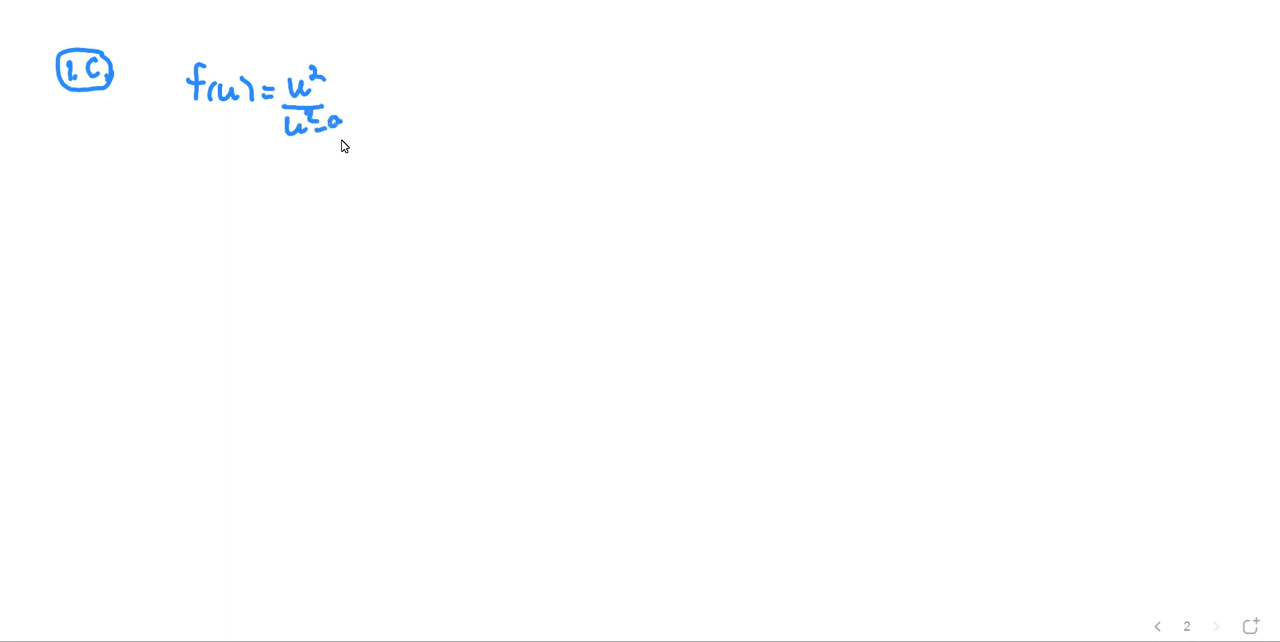 1.C.
f(u) = u²
u²-
2